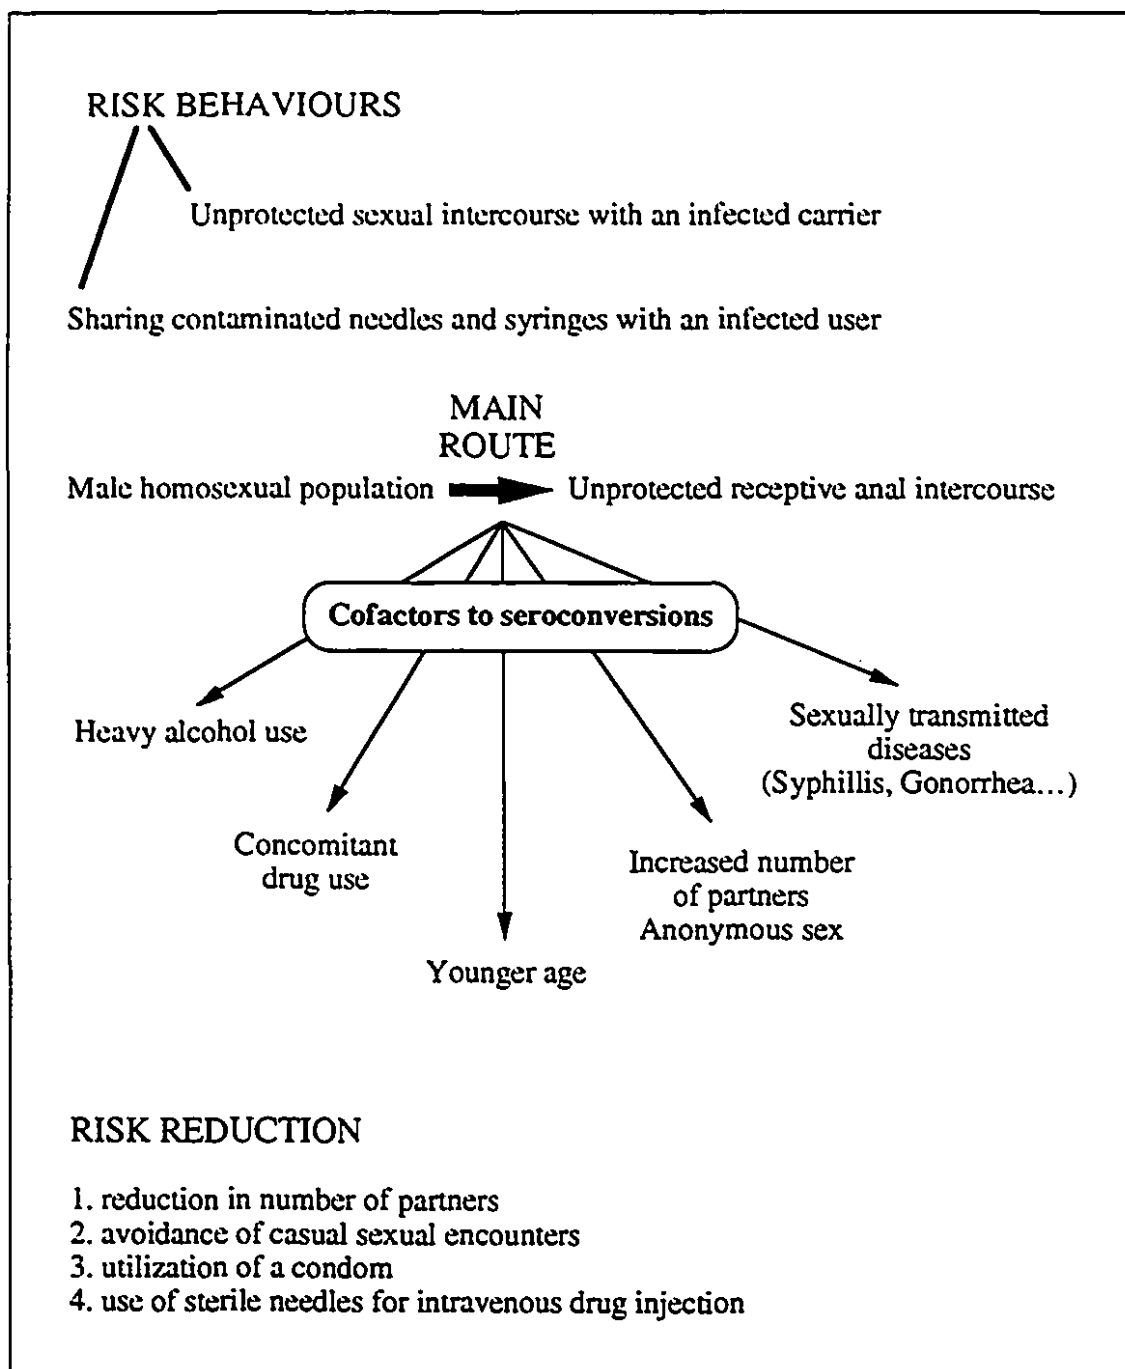 RISK BEHAVIOURS
Unprotected sexual intercourse with an infected carrier
Sharing contaminated needles and syringes with an infected user
MAIN
ROUTE
Male homosexual population
Unprotected receptive anal intercourse
Cofactors to seroconversions
Heavy alcohol use
Concomitant
drug use
Younger age
Increased number
of partners
Anonymous sex
Sexually transmitted
diseases
(Syphillis, Gonorrhea...)
RISK REDUCTION
1. reduction in number of partners
2. avoidance of casual sexual encounters
3. utilization of a condom
4. use of sterile needles for intravenous drug injection